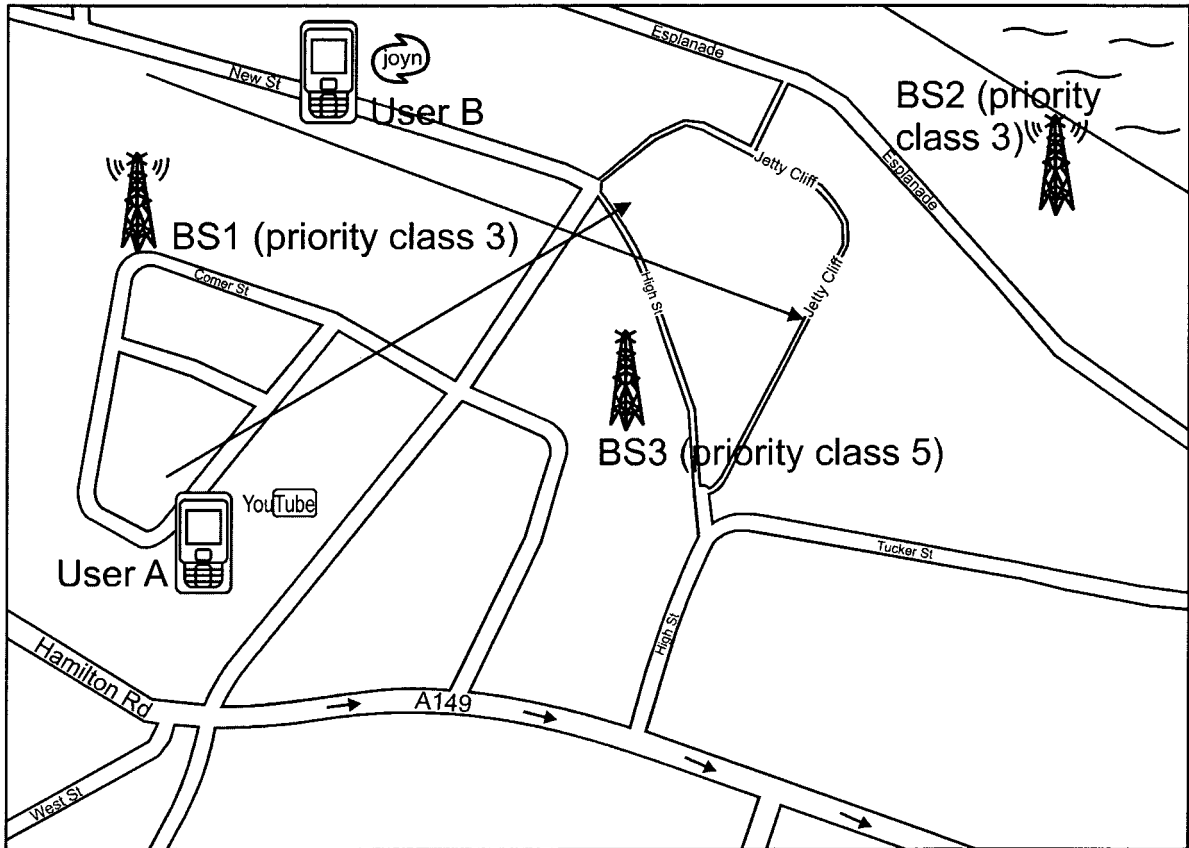 Esplanade
joyn
New St
User B
BS2 (priority
class 3)
Esplanade
Jetty Cliff
BS1 (priority class 3)
Comer St
High St
Jetty Cliff
BS3 (priority class 5)
YouTube
User A
Tucker St
High St
Hamilton Rd
A149
West St